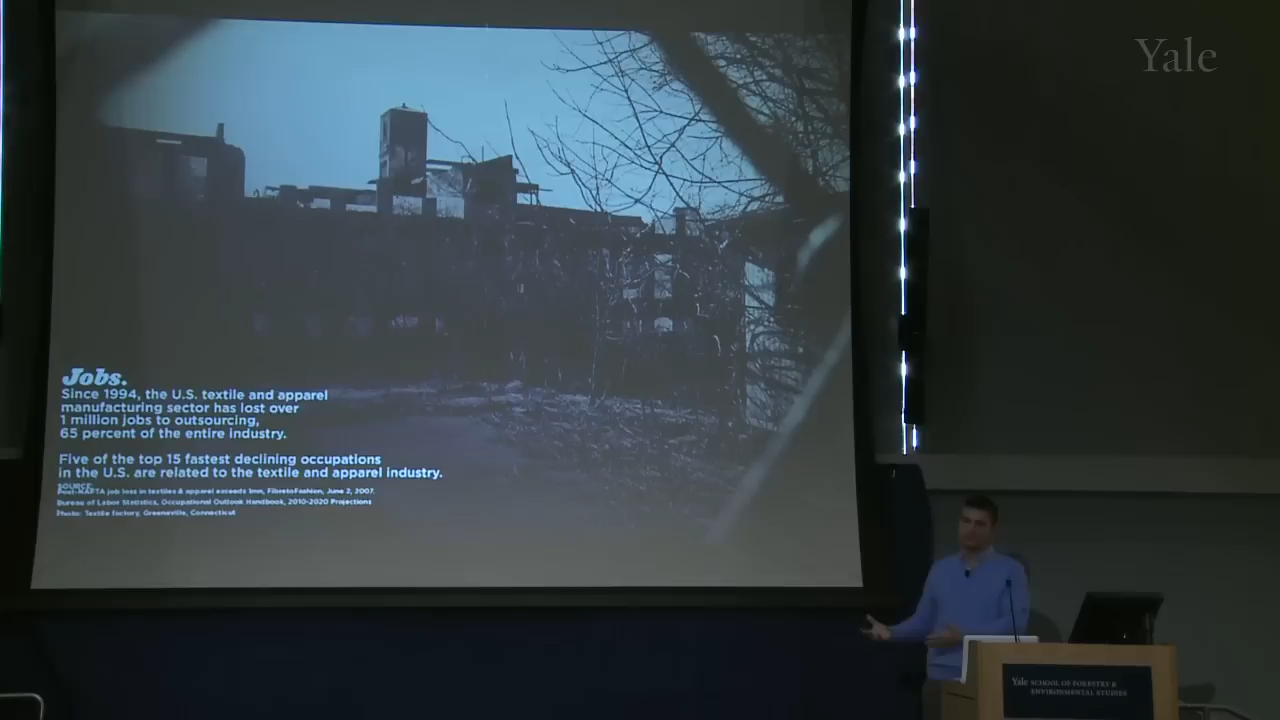 Yale
Jobs.
Since 1994, the U.S. textile and apparel
manufacturing sector has lost over
1 million jobs to outsourcing,
65 percent of the entire industry.
Five of the top 15 fastest declining occupations
in the U.S. are related to the textile and apparel industry.
SOURCE:
Post-NAFTA job loss in textiles & apparel exceeds 1mn, Fibre2Fashion, June 2, 2007.
Bureau of Labor Statistics, Occupational Outlook Handbook, 2010-2020 Projections
Photo: Textile factory, Greeneville, Connecticut
Yale SCHOOL OF FORESTRY &
ENVIRONMENTAL STUDIES